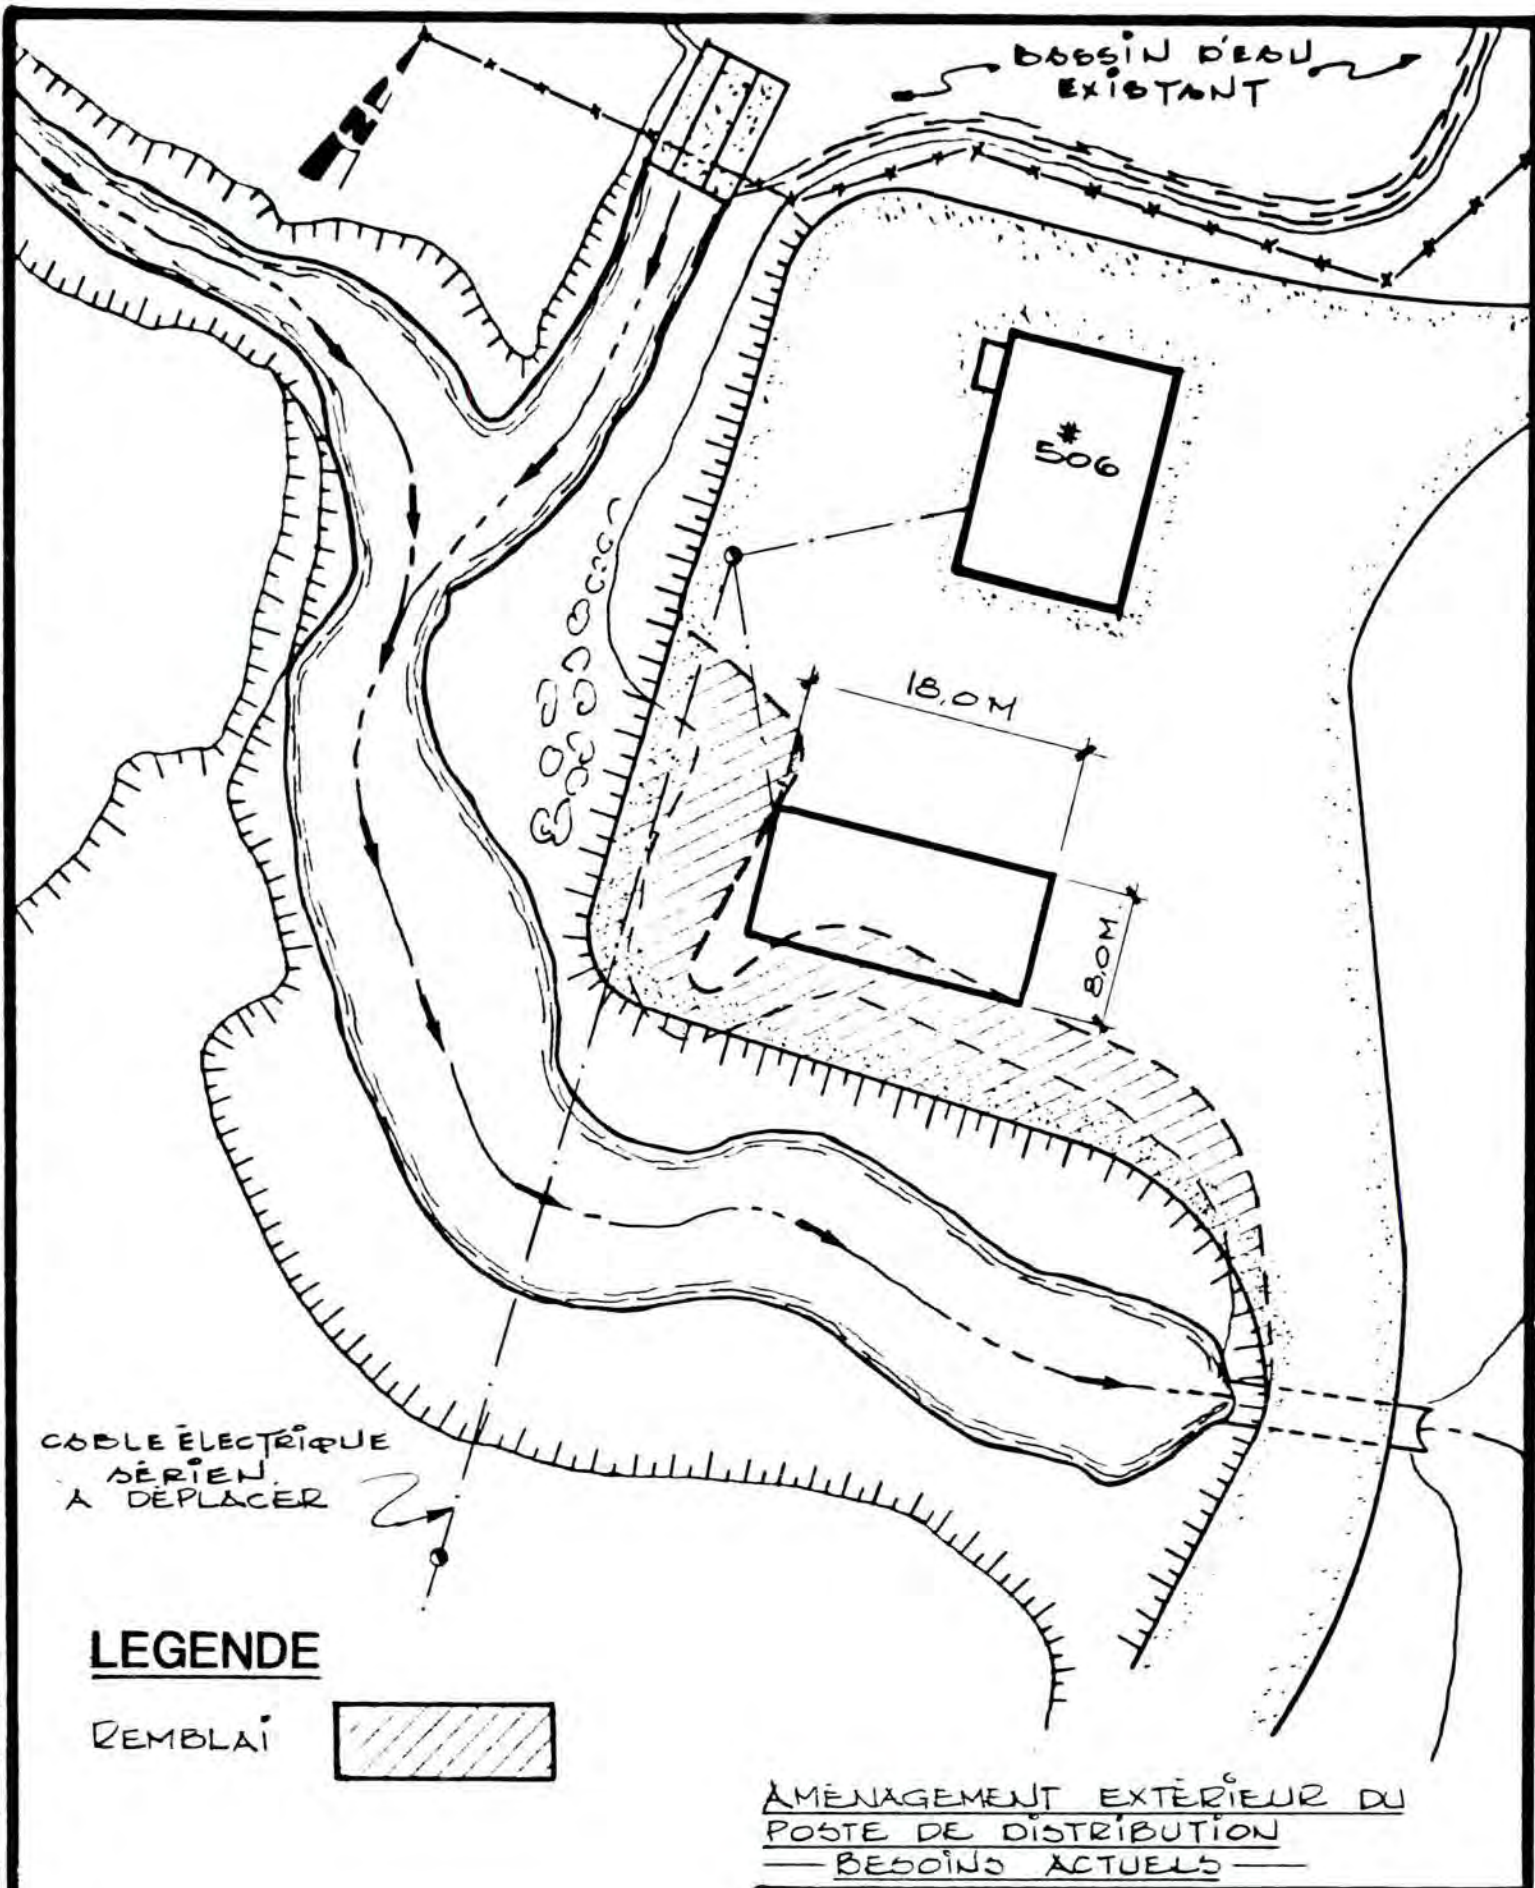 BASSIN D'EAU
EXISTANT
N
#
506
18,0M
8,0M
CABLE ÉLECTRIQUE
AÉRIEN
À DÉPLACER
LEGENDE
REMBLAI
AMÉNAGEMENT EXTÉRIEUR DU
POSTE DE DISTRIBUTION
— BESOINS ACTUELS —